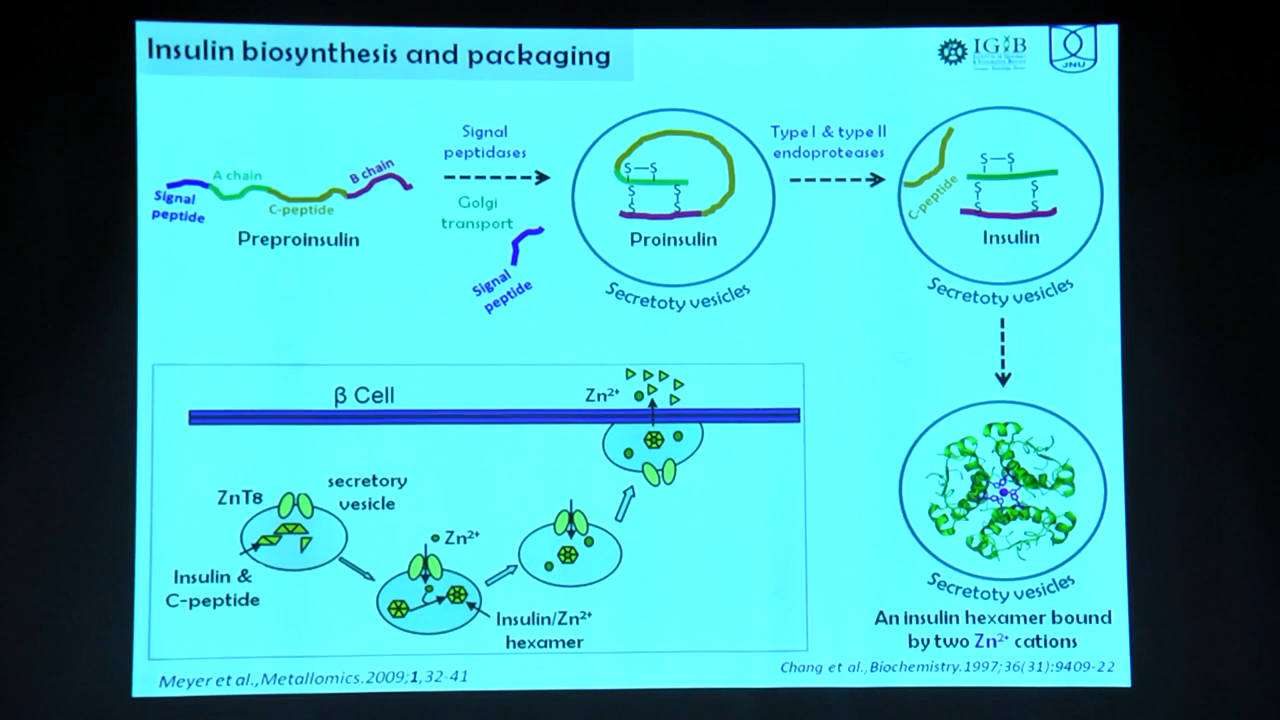 Insulin biosynthesis and packaging
IGIB
JNU
Signal
peptide
A chain
C-peptide
B chain
Preproinsulin
Signal
peptidases
Golgi
transport
Signal
peptide
S—S
S
S
S
S
Proinsulin
Secretoty vesicles
Type I & type II
endoproteases
C-peptide
S—S
S
S
S
S
Insulin
Secretoty vesicles
β Cell
Zn²⁺
ZnT8
secretory
vesicle
Insulin &
C-peptide
Zn²⁺
Insulin/Zn²⁺
hexamer
Secretoty vesicles
An insulin hexamer bound
by two Zn²⁺ cations
Meyer et al.,Metallomics.2009;1,32-41
Chang et al.,Biochemistry.1997;36(31):9409-22